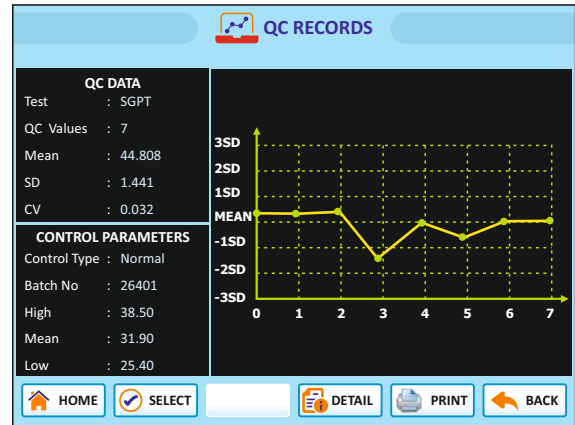 QC RECORDS
QC DATA
Test : SGPT
QC Values : 7
Mean : 44.808
SD : 1.441
CV : 0.032
CONTROL PARAMETERS
Control Type : Normal
Batch No : 26401
High : 38.50
Mean : 31.90
Low : 25.40
3SD
2SD
1SD
MEAN
-1SD
-2SD
-3SD
0 1 2 3 4 5 6 7
HOME SELECT DETAIL PRINT BACK